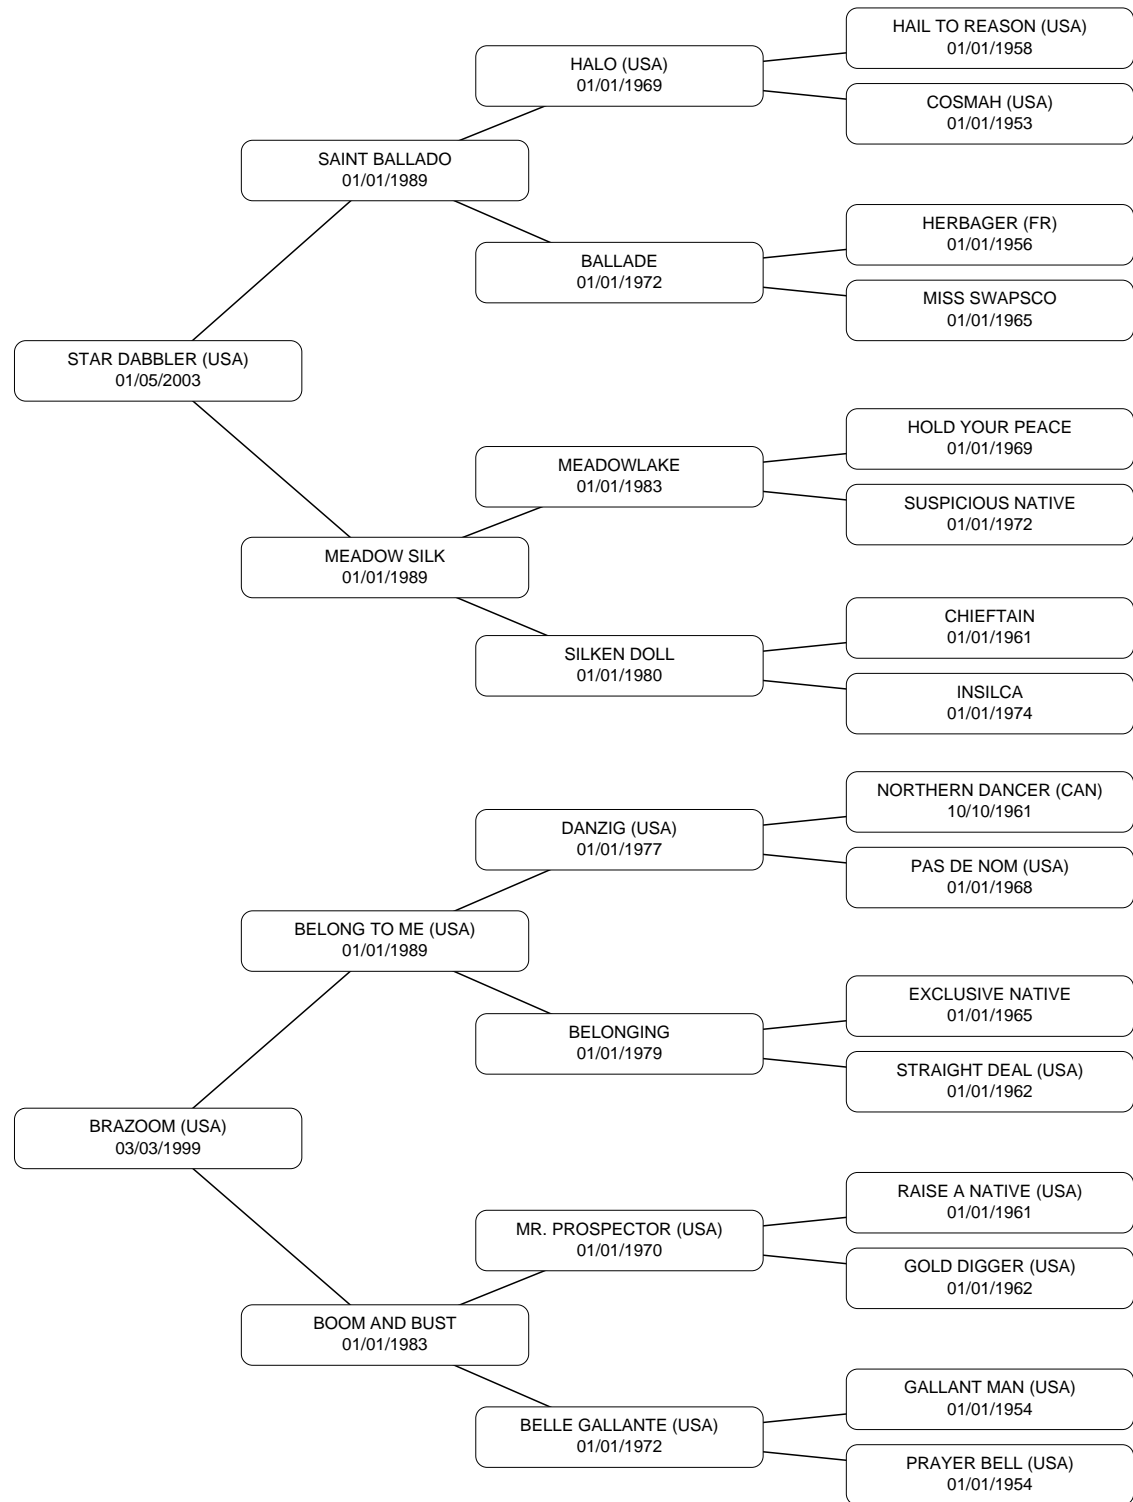 HAIL TO REASON (USA)
01/01/1958
HALO (USA)
01/01/1969
COSMAH (USA)
01/01/1953
SAINT BALLADO
01/01/1989
HERBAGER (FR)
01/01/1956
BALLADE
01/01/1972
MISS SWAPSCO
01/01/1965
STAR DABBLER (USA)
01/05/2003
HOLD YOUR PEACE
01/01/1969
MEADOWLAKE
01/01/1983
SUSPICIOUS NATIVE
01/01/1972
MEADOW SILK
01/01/1989
CHIEFTAIN
01/01/1961
SILKEN DOLL
01/01/1980
INSILCA
01/01/1974
NORTHERN DANCER (CAN)
10/10/1961
DANZIG (USA)
01/01/1977
PAS DE NOM (USA)
01/01/1968
BELONG TO ME (USA)
01/01/1989
EXCLUSIVE NATIVE
01/01/1965
BELONGING
01/01/1979
STRAIGHT DEAL (USA)
01/01/1962
BRAZOOM (USA)
03/03/1999
RAISE A NATIVE (USA)
01/01/1961
MR. PROSPECTOR (USA)
01/01/1970
GOLD DIGGER (USA)
01/01/1962
BOOM AND BUST
01/01/1983
GALLANT MAN (USA)
01/01/1954
BELLE GALLANTE (USA)
01/01/1972
PRAYER BELL (USA)
01/01/1954